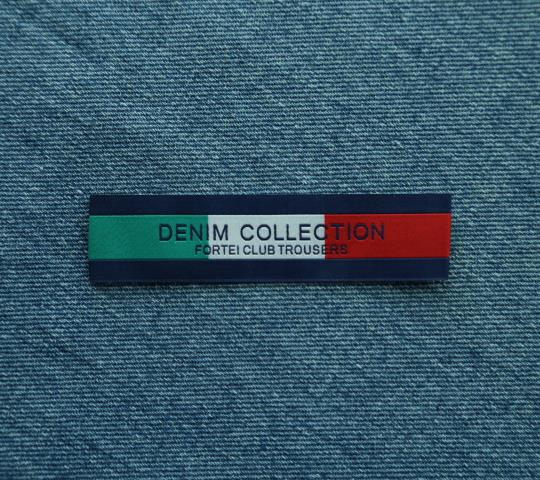 DENIM COLLECTION
FORTEI CLUB TROUSERS